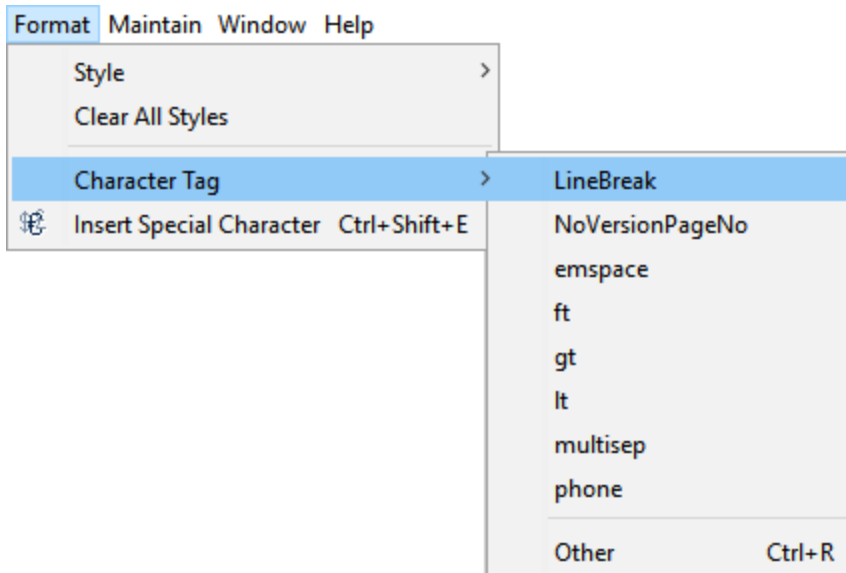 Format Maintain Window Help
Style
Clear All Styles
Character Tag
Insert Special Character Ctrl+Shift+E
LineBreak
NoVersionPageNo
emspace
ft
gt
lt
multisep
phone
Other Ctrl+R